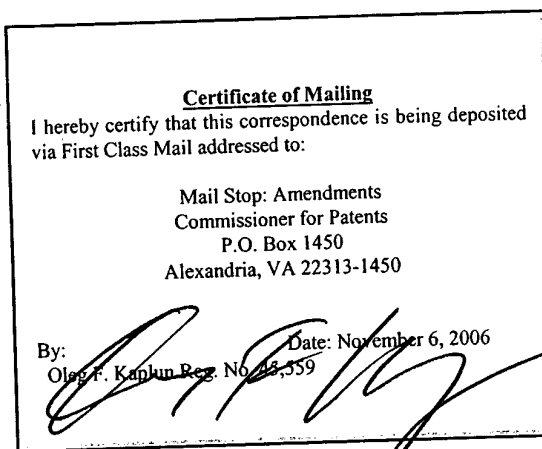 Certificate of Mailing
I hereby certify that this correspondence is being deposited
via First Class Mail addressed to:
Mail Stop: Amendments
Commissioner for Patents
P.O. Box 1450
Alexandria, VA 22313-1450
By: Date: November 6, 2006
Oleg F. Kaplun Reg. No. 45,559